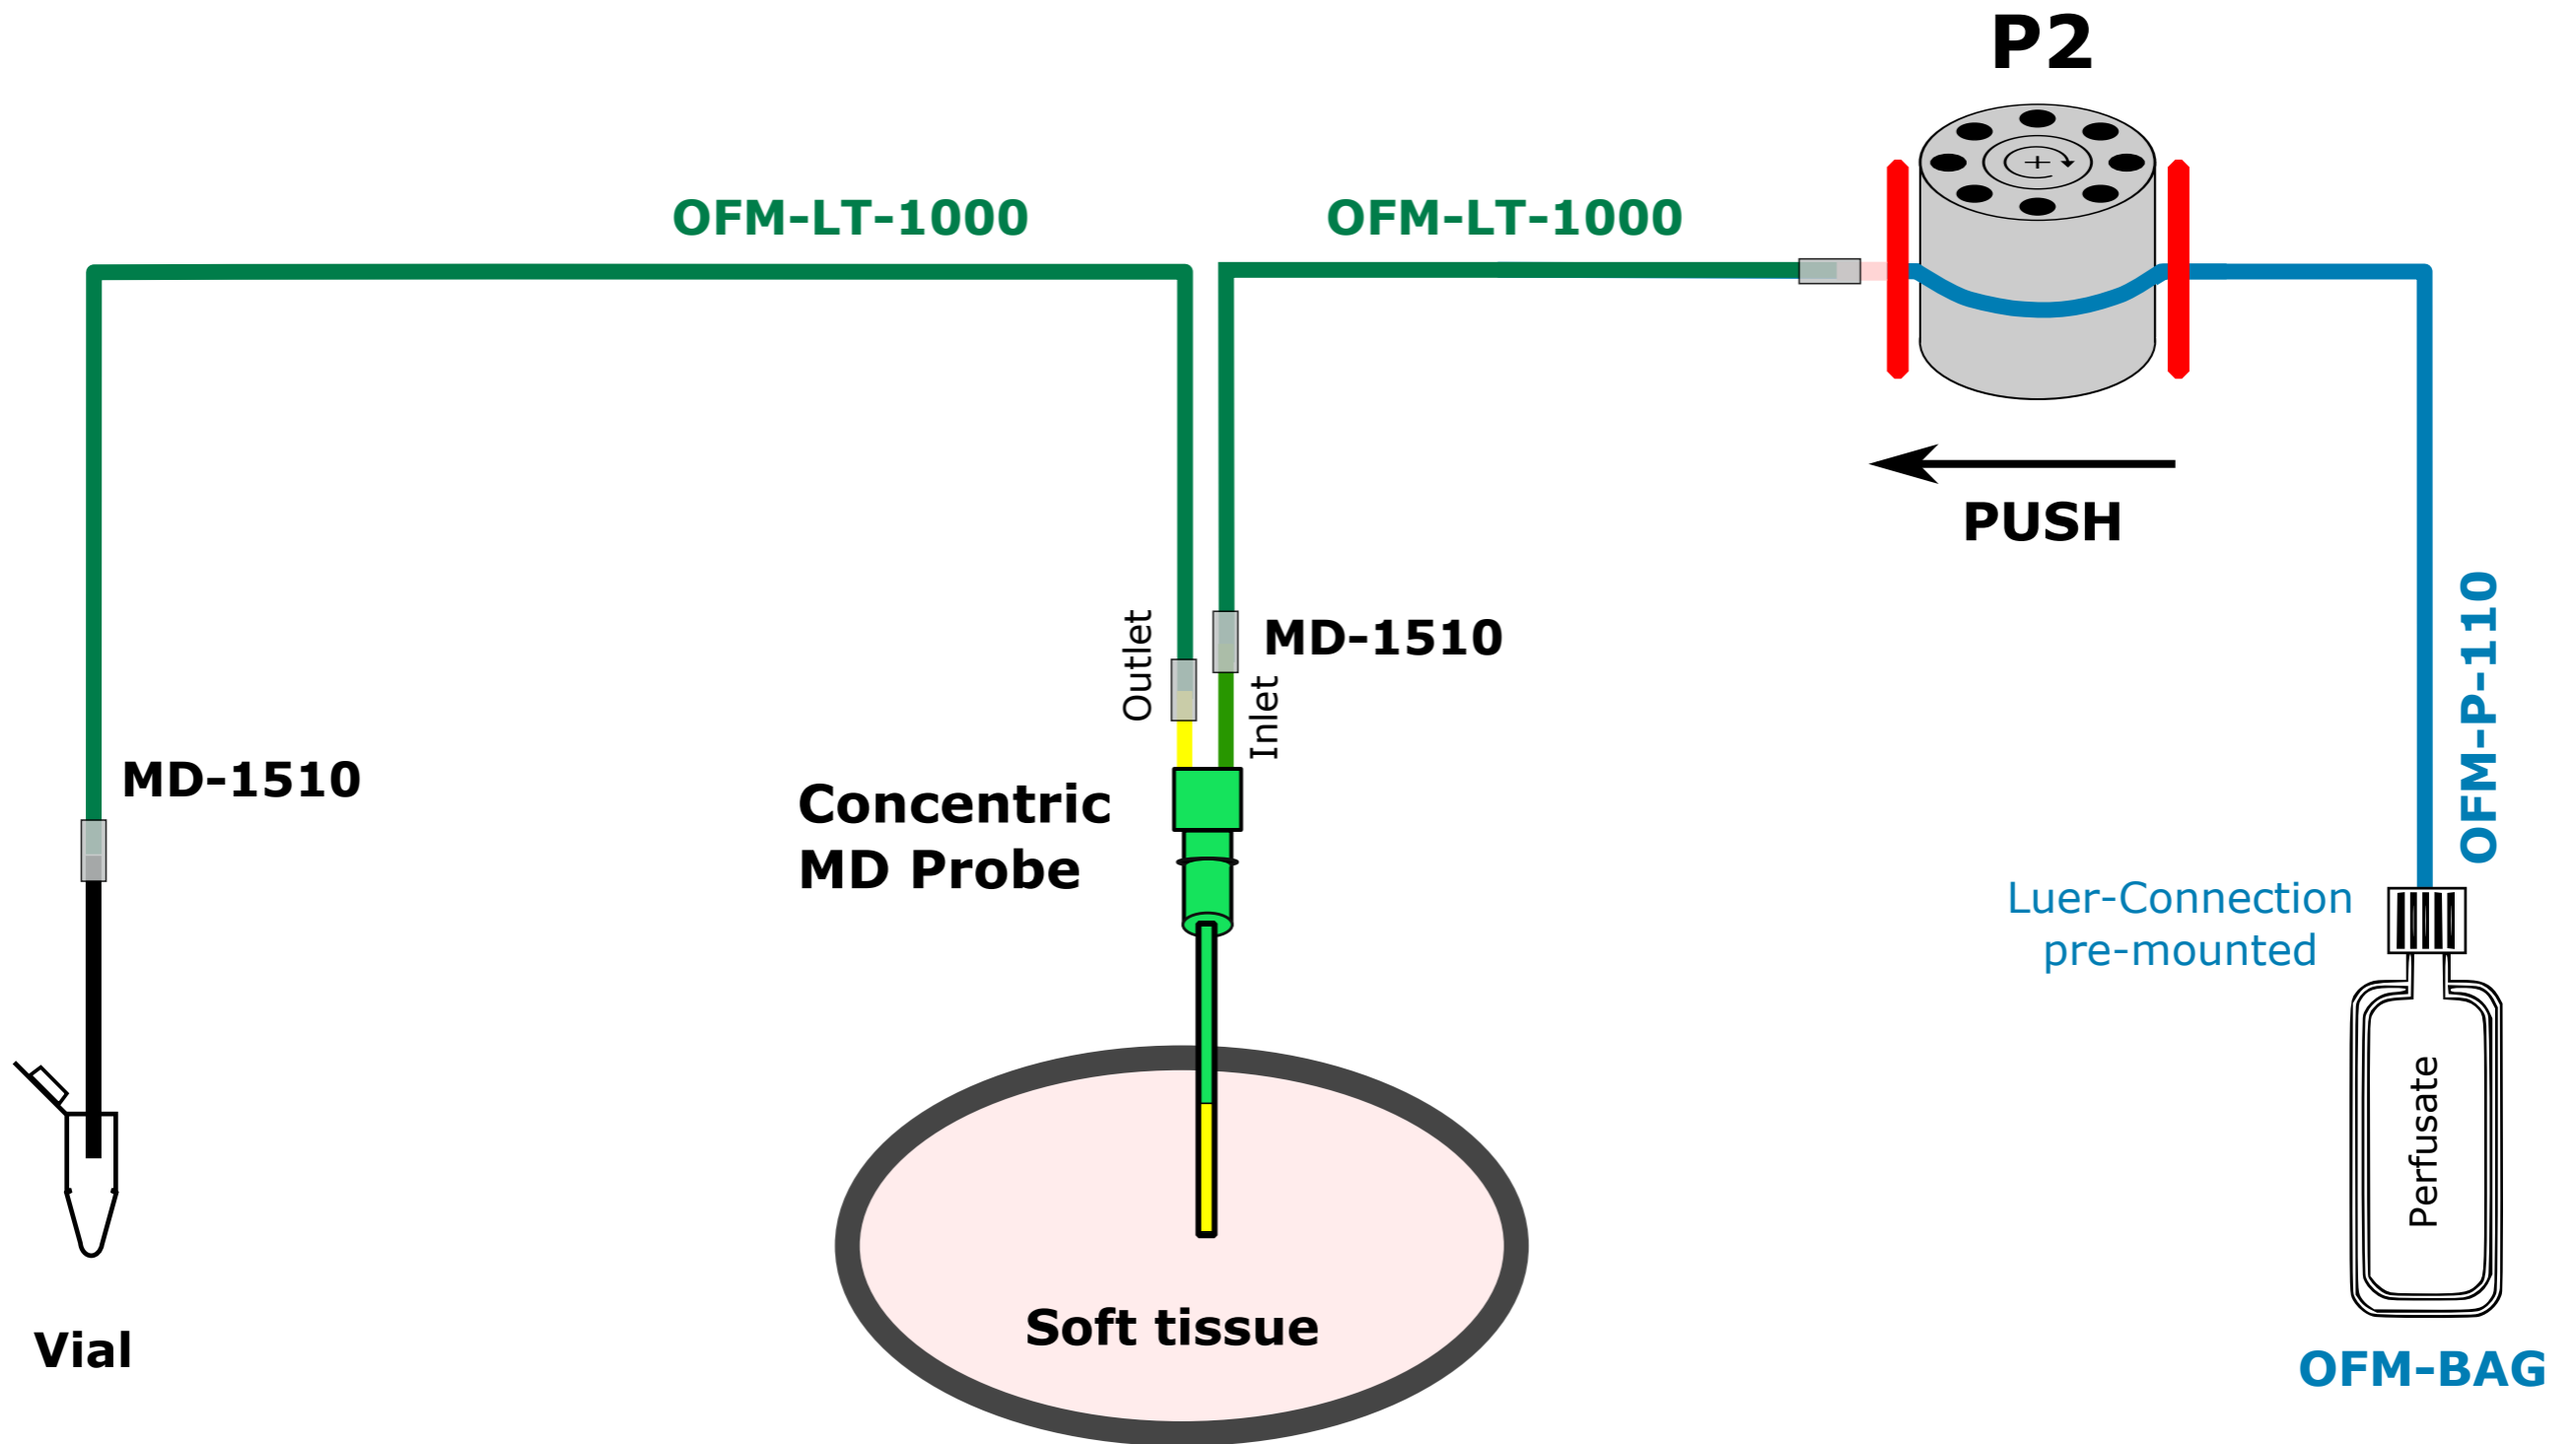 P2
OFM-LT-1000
OFM-LT-1000
PUSH
Outlet
MD-1510
Inlet
OFM-P-110
MD-1510
Concentric
MD Probe
Luer-Connection
pre-mounted
Perfusate
Soft tissue
Vial
OFM-BAG